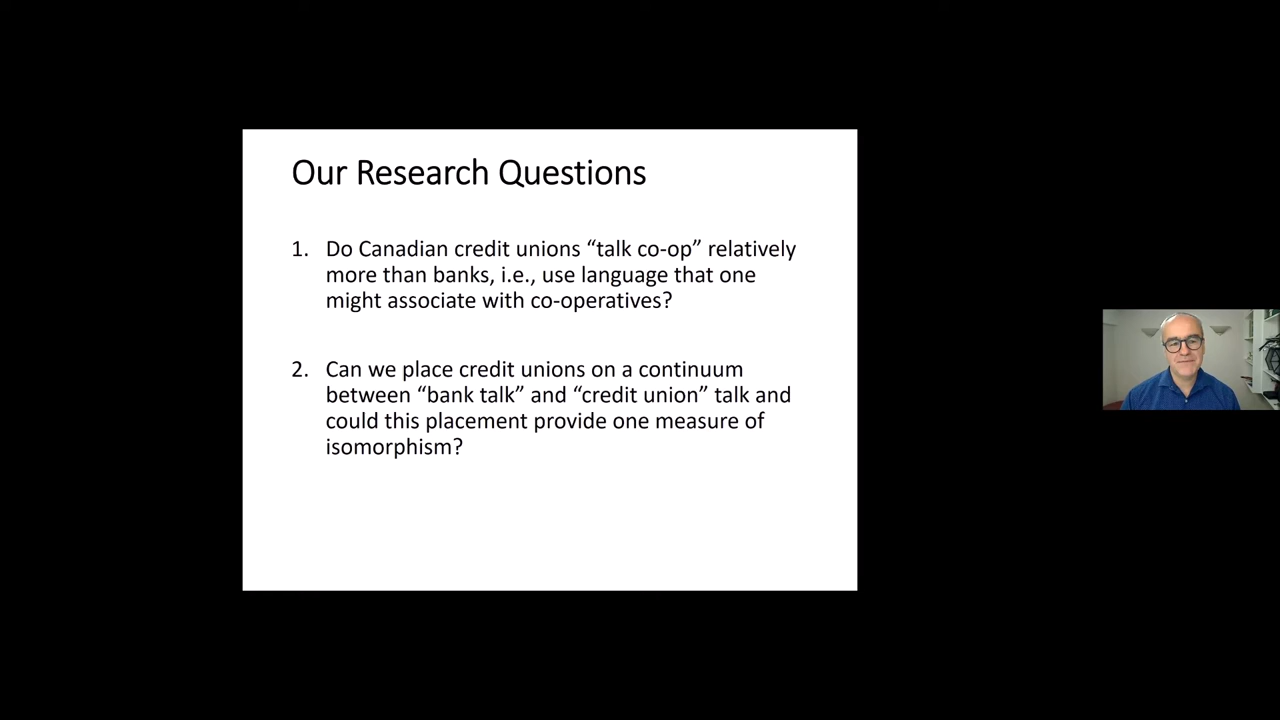 Our Research Questions
1. Do Canadian credit unions “talk co-op” relatively
more than banks, i.e., use language that one
might associate with co-operatives?
2. Can we place credit unions on a continuum
between “bank talk” and “credit union” talk and
could this placement provide one measure of
isomorphism?